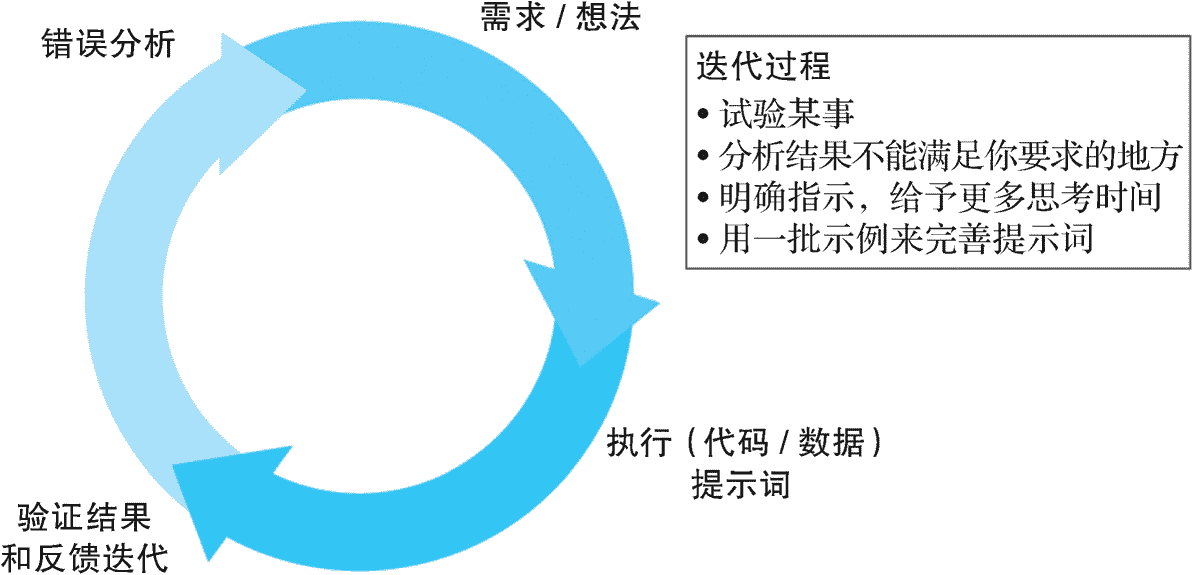 需求 / 想法
错误分析
迭代过程
• 试验某事
• 分析结果不能满足你要求的地方
• 明确指示，给予更多思考时间
• 用一批示例来完善提示词
执行（代码 / 数据）
提示词
验证结果
和反馈迭代